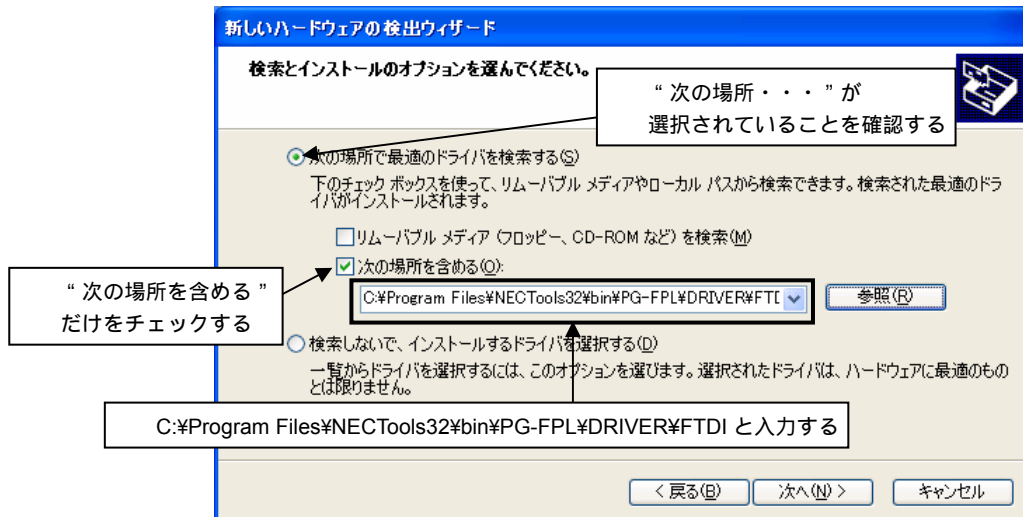 新しいハードウェアの検出ウィザード
検索とインストールのオプションを選んでください。
“次の場所・・・”が
選択されていることを確認する
次の場所で最適のドライバを検索する(S)
下のチェック ボックスを使って、リムーバブル メディアやローカル パスから検索できます。検索された最適のドラ
イバがインストールされます。
リムーバブル メディア (フロッピー、CD-ROM など) を検索(M)
次の場所を含める(O):
“次の場所を含める”
だけをチェックする
C:¥Program Files¥NECTools32¥bin¥PG-FPL¥DRIVER¥FTD
参照(R)
検索しないで、インストールするドライバを選択する(D)
一覧からドライバを選択するには、このオプションを選びます。選択されたドライバは、ハードウェアに最適のもの
とは限りません。
C:¥Program Files¥NECTools32¥bin¥PG-FPL¥DRIVER¥FTDI と入力する
< 戻る(B)
次へ(N) >
キャンセル